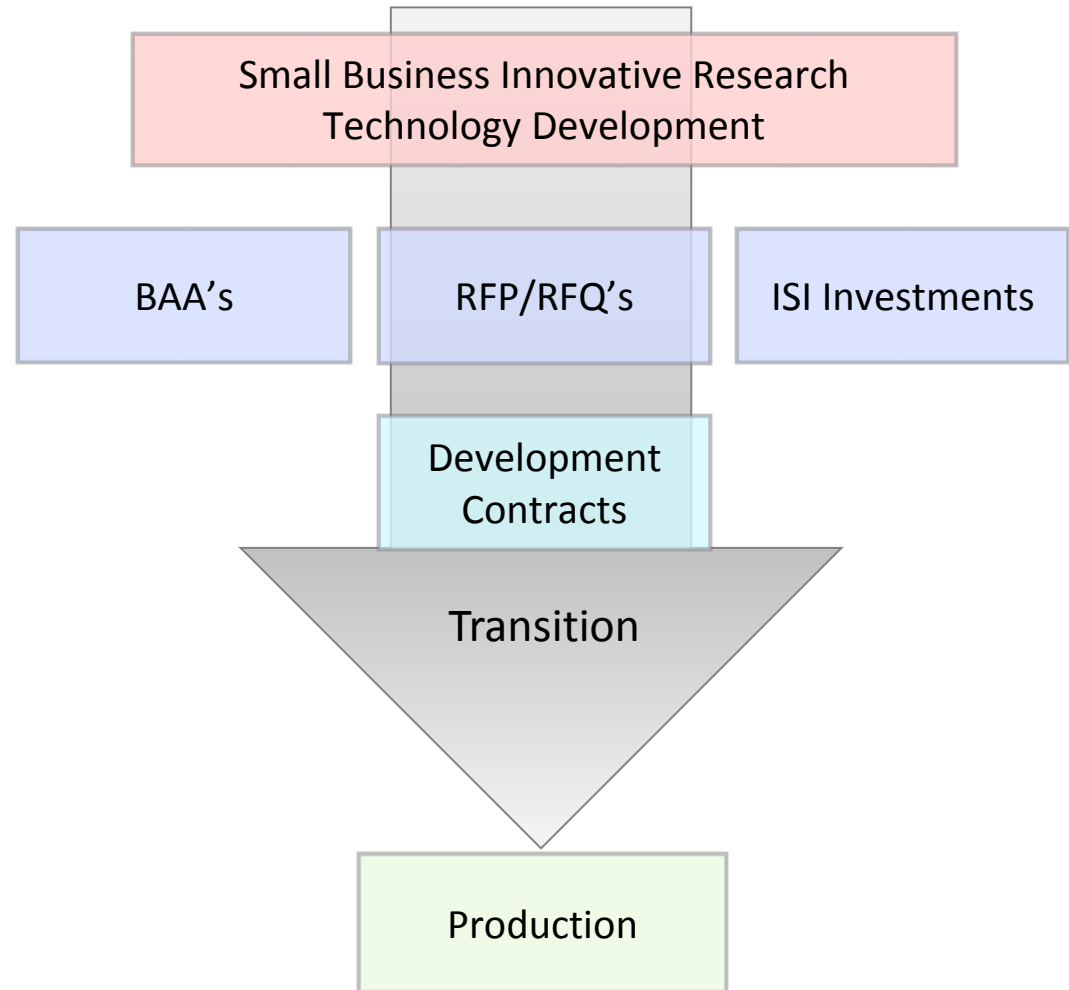 Small Business Innovative Research
Technology Development
BAA’s
RFP/RFQ’s
ISI Investments
Development
Contracts
Transition
Production